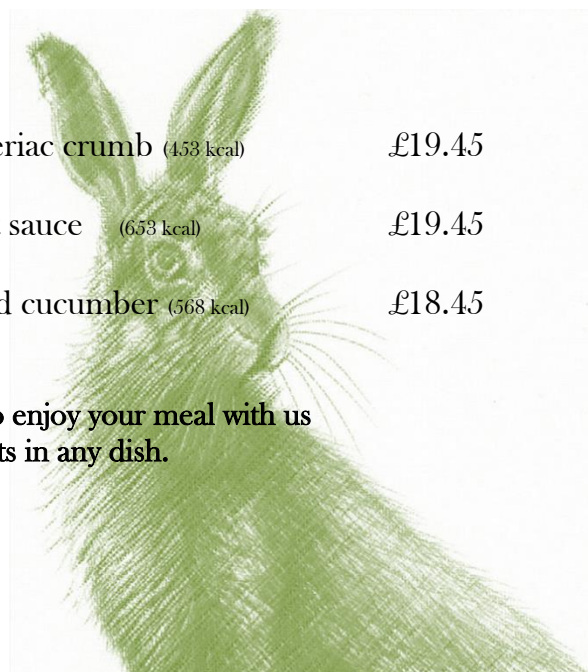 eriac crumb (453 kcal) £19.45
sauce (653 kcal) £19.45
d cucumber (568 kcal) £18.45
enjoy your meal with us
ts in any dish.